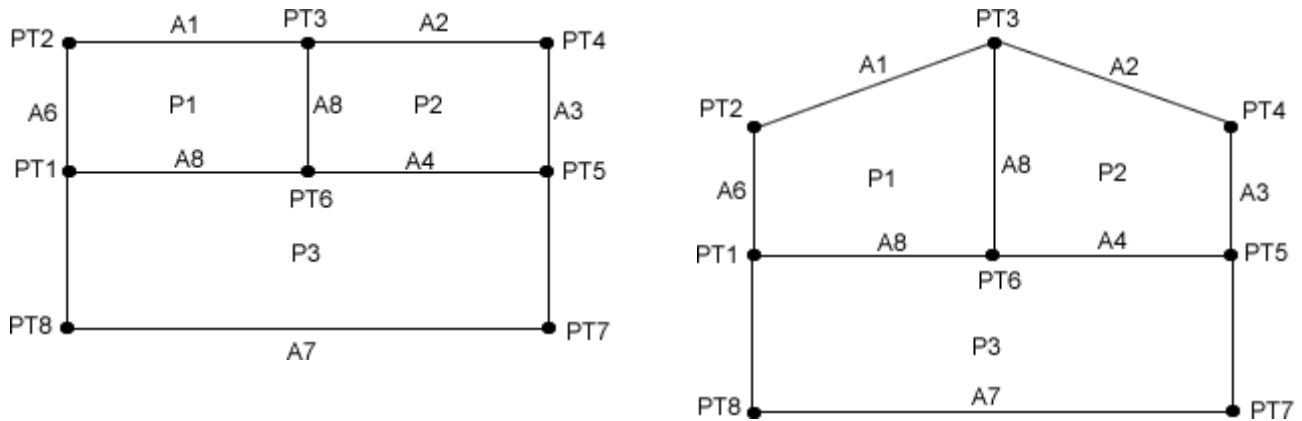 PT2 A1 PT3 A2 PT4
A6 P1 A8 P2 A3
PT1 A8 A4 PT5
PT6
P3
PT8 PT7
A7
PT3
A1 A2
PT2 PT4
P1 A8 P2
A6 A3
PT1 A8 A4 PT5
PT6
P3
PT8 A7 PT7